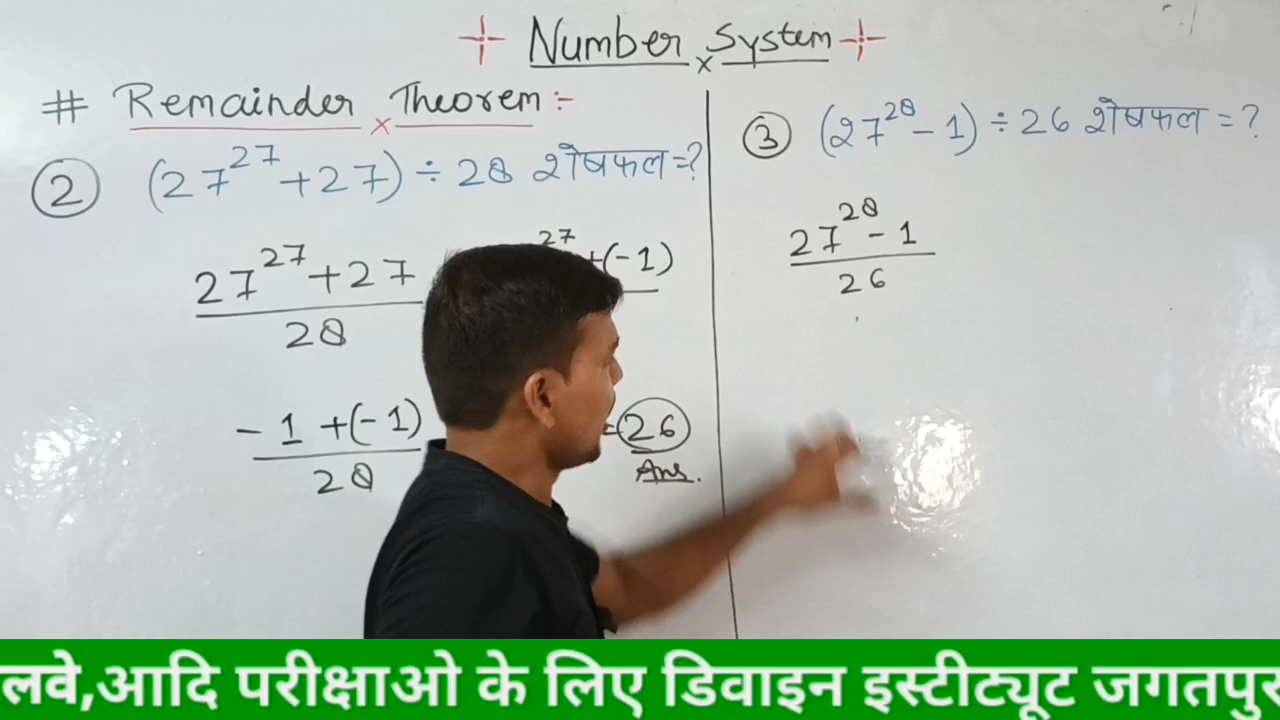 Number System
# Remainder Theorem :-
② (27^27 + 27) ÷ 28 शेषफल = ?
27^27 + 27
28
27 + (-1)
- 1 + (-1)
28
= 26
Ans.
③ (27^28 - 1) ÷ 26 शेषफल = ?
27^28 - 1
26
लवे,आदि परीक्षाओ के लिए डिवाइन इस्टीट्यूट जगतपुर